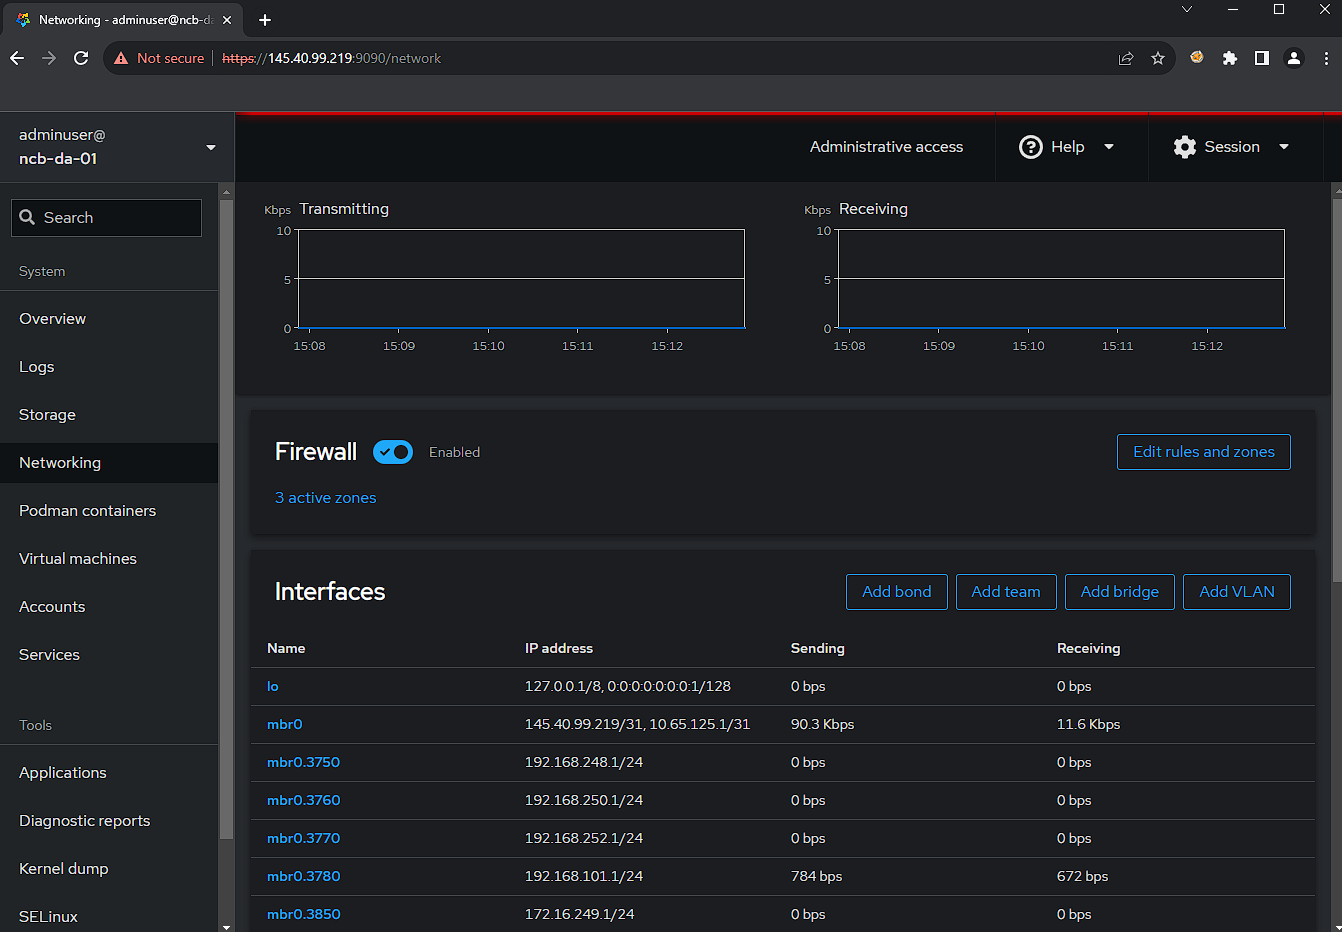 Networking - adminuser@ncb-da
Not secure https://145.40.99.219:9090/network
adminuser@
ncb-da-01
Administrative access
Help
Session
Search
System
Overview
Logs
Storage
Networking
Podman containers
Virtual machines
Accounts
Services
Tools
Applications
Diagnostic reports
Kernel dump
SELinux
Kbps Transmitting
10
5
0
15:08 15:09 15:10 15:11 15:12
Kbps Receiving
10
5
0
15:08 15:09 15:10 15:11 15:12
Firewall Enabled
Edit rules and zones
3 active zones
Interfaces
Add bond Add team Add bridge Add VLAN
Name IP address Sending Receiving
lo 127.0.0.1/8, 0:0:0:0:0:0:0:1/128 0 bps 0 bps
mbr0 145.40.99.219/31, 10.65.125.1/31 90.3 Kbps 11.6 Kbps
mbr0.3750 192.168.248.1/24 0 bps 0 bps
mbr0.3760 192.168.250.1/24 0 bps 0 bps
mbr0.3770 192.168.252.1/24 0 bps 0 bps
mbr0.3780 192.168.101.1/24 784 bps 672 bps
mbr0.3850 172.16.249.1/24 0 bps 0 bps